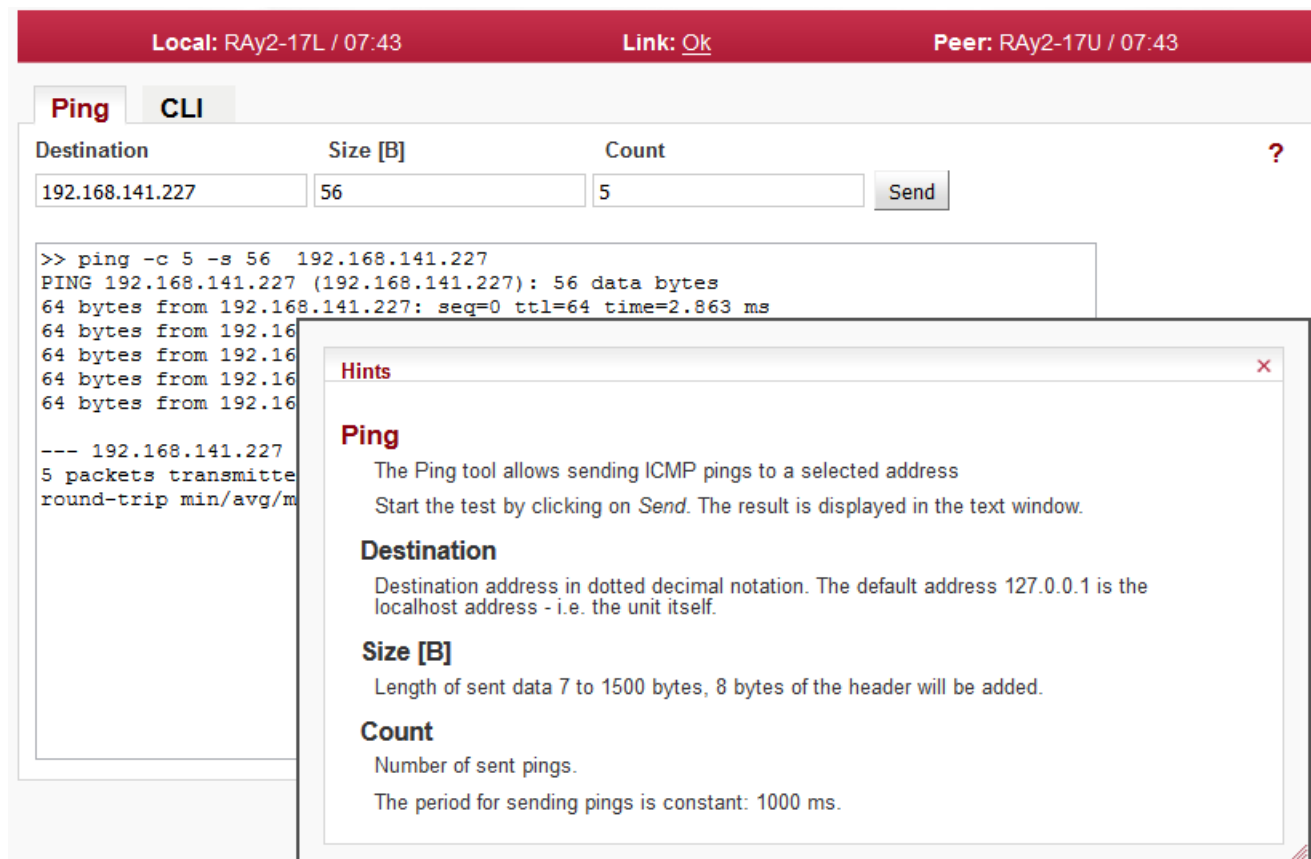 Local: RAy2-17L / 07:43 Link: Ok Peer: RAy2-17U / 07:43
Ping CLI
Destination Size [B] Count ?
192.168.141.227 56 5 Send
>> ping -c 5 -s 56  192.168.141.227
PING 192.168.141.227 (192.168.141.227): 56 data bytes
64 bytes from 192.168.141.227: seq=0 ttl=64 time=2.863 ms
64 bytes from 192.16
64 bytes from 192.16
64 bytes from 192.16
64 bytes from 192.16
--- 192.168.141.227
5 packets transmitte
round-trip min/avg/m
Hints ×
Ping
The Ping tool allows sending ICMP pings to a selected address
Start the test by clicking on Send. The result is displayed in the text window.
Destination
Destination address in dotted decimal notation. The default address 127.0.0.1 is the
localhost address - i.e. the unit itself.
Size [B]
Length of sent data 7 to 1500 bytes, 8 bytes of the header will be added.
Count
Number of sent pings.
The period for sending pings is constant: 1000 ms.